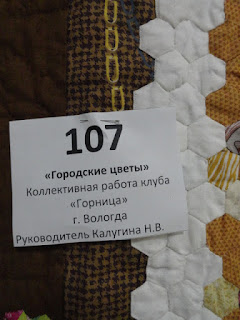 107
«Городские цветы»
Коллективная работа клуба
«Горница»
г. Вологда
Руководитель Калугина Н.В.